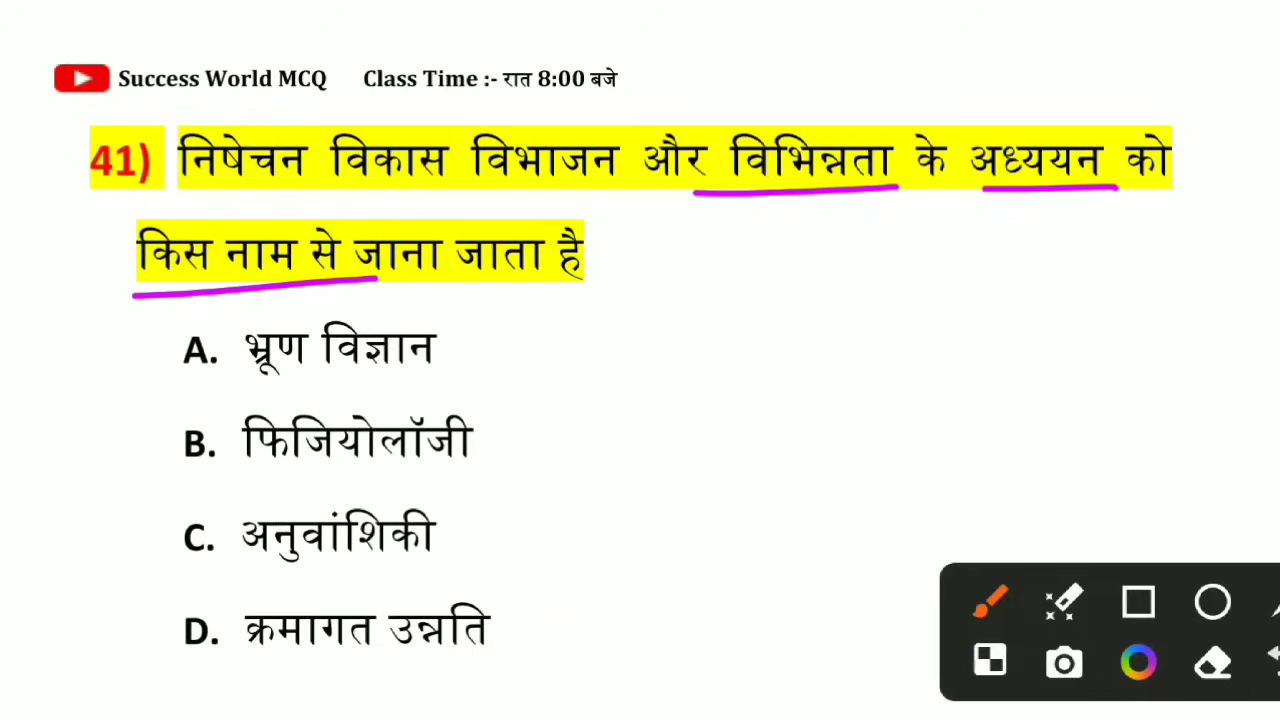 Success World MCQ Class Time :- रात 8:00 बजे
41) निषेचन विकास विभाजन और विभिन्नता के अध्ययन को
किस नाम से जाना जाता है
A. भ्रूण विज्ञान
B. फिजियोलॉजी
C. अनुवांशिकी
D. क्रमागत उन्नति